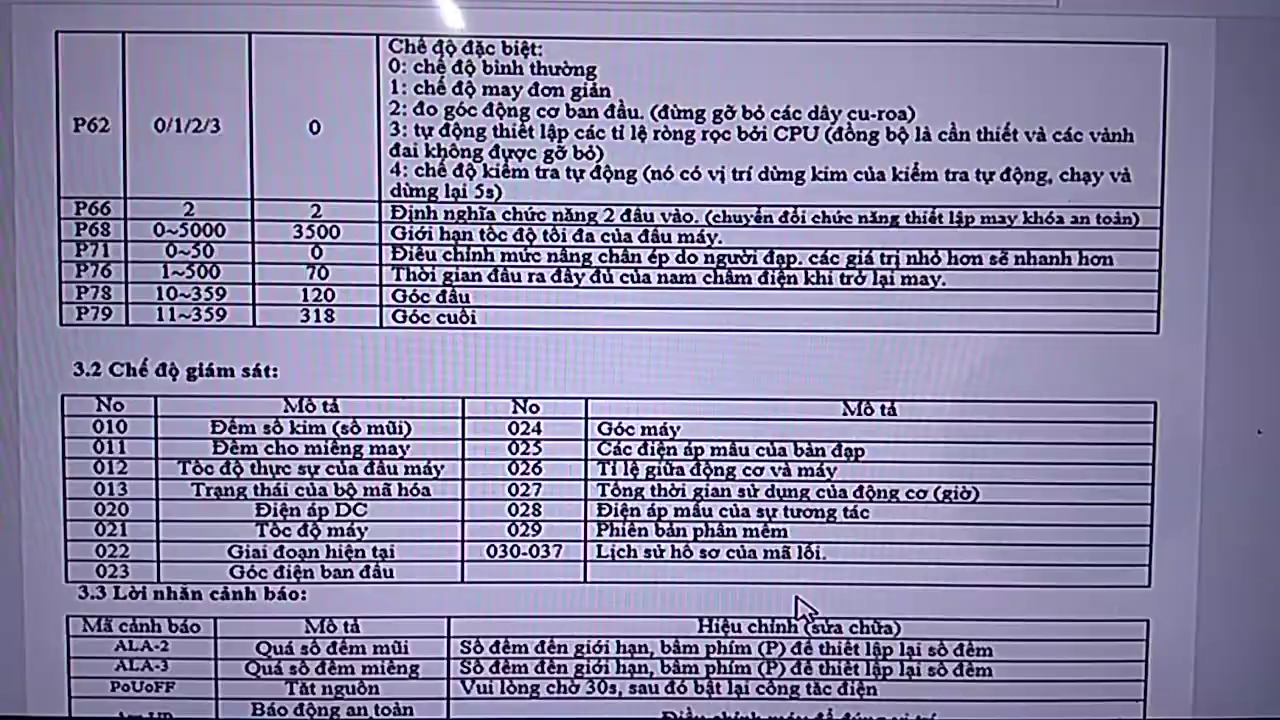 Chế độ đặc biệt:
0: chế độ bình thường
1: chế độ may đơn giản
2: đo góc động cơ ban đầu. (đừng gỡ bỏ các dây cu-roa)
P62 0/1/2/3 0 3: tự động thiết lập các tỉ lệ ròng rọc bởi CPU (đồng bộ là cần thiết và các vành
đai không được gỡ bỏ)
4: chế độ kiểm tra tự động (nó có vị trí dừng kim của kiểm tra tự động, chạy và
dừng lại 5s)
P66 2 2 Định nghĩa chức năng 2 đầu vào. (chuyển đổi chức năng thiết lập may khóa an toàn)
P68 0~5000 3500 Giới hạn tốc độ tối đa của đầu máy.
P71 0~50 0 Điều chỉnh mức nâng chân ép do người đạp. các giá trị nhỏ hơn sẽ nhanh hơn
P76 1~500 70 Thời gian đầu ra đầy đủ của nam châm điện khi trở lại may.
P78 10~359 120 Góc đầu
P79 11~359 318 Góc cuối
3.2 Chế độ giám sát:
No Mô tả No Mô tả
010 Đếm số kim (số mũi) 024 Góc máy
011 Đếm cho miếng may 025 Các điện áp mẫu của bàn đạp
012 Tốc độ thực sự của đầu máy 026 Tỉ lệ giữa động cơ và máy
013 Trạng thái của bộ mã hóa 027 Tổng thời gian sử dụng của động cơ (giờ)
020 Điện áp DC 028 Điện áp mẫu của sự tương tác
021 Tốc độ máy 029 Phiên bản phần mềm
022 Giai đoạn hiện tại 030-037 Lịch sử hồ sơ của mã lỗi.
023 Góc điện ban đầu
3.3 Lời nhắn cảnh báo:
Mã cảnh báo Mô tả Hiệu chỉnh (sửa chữa)
ALA-2 Quá số đếm mũi Số đếm đến giới hạn, bấm phím (P) để thiết lập lại số đếm
ALA-3 Quá số đếm miếng Số đếm đến giới hạn, bấm phím (P) để thiết lập lại số đếm
PoUoFF Tắt nguồn Vui lòng chờ 30s, sau đó bật lại công tắc điện
Báo động an toàn